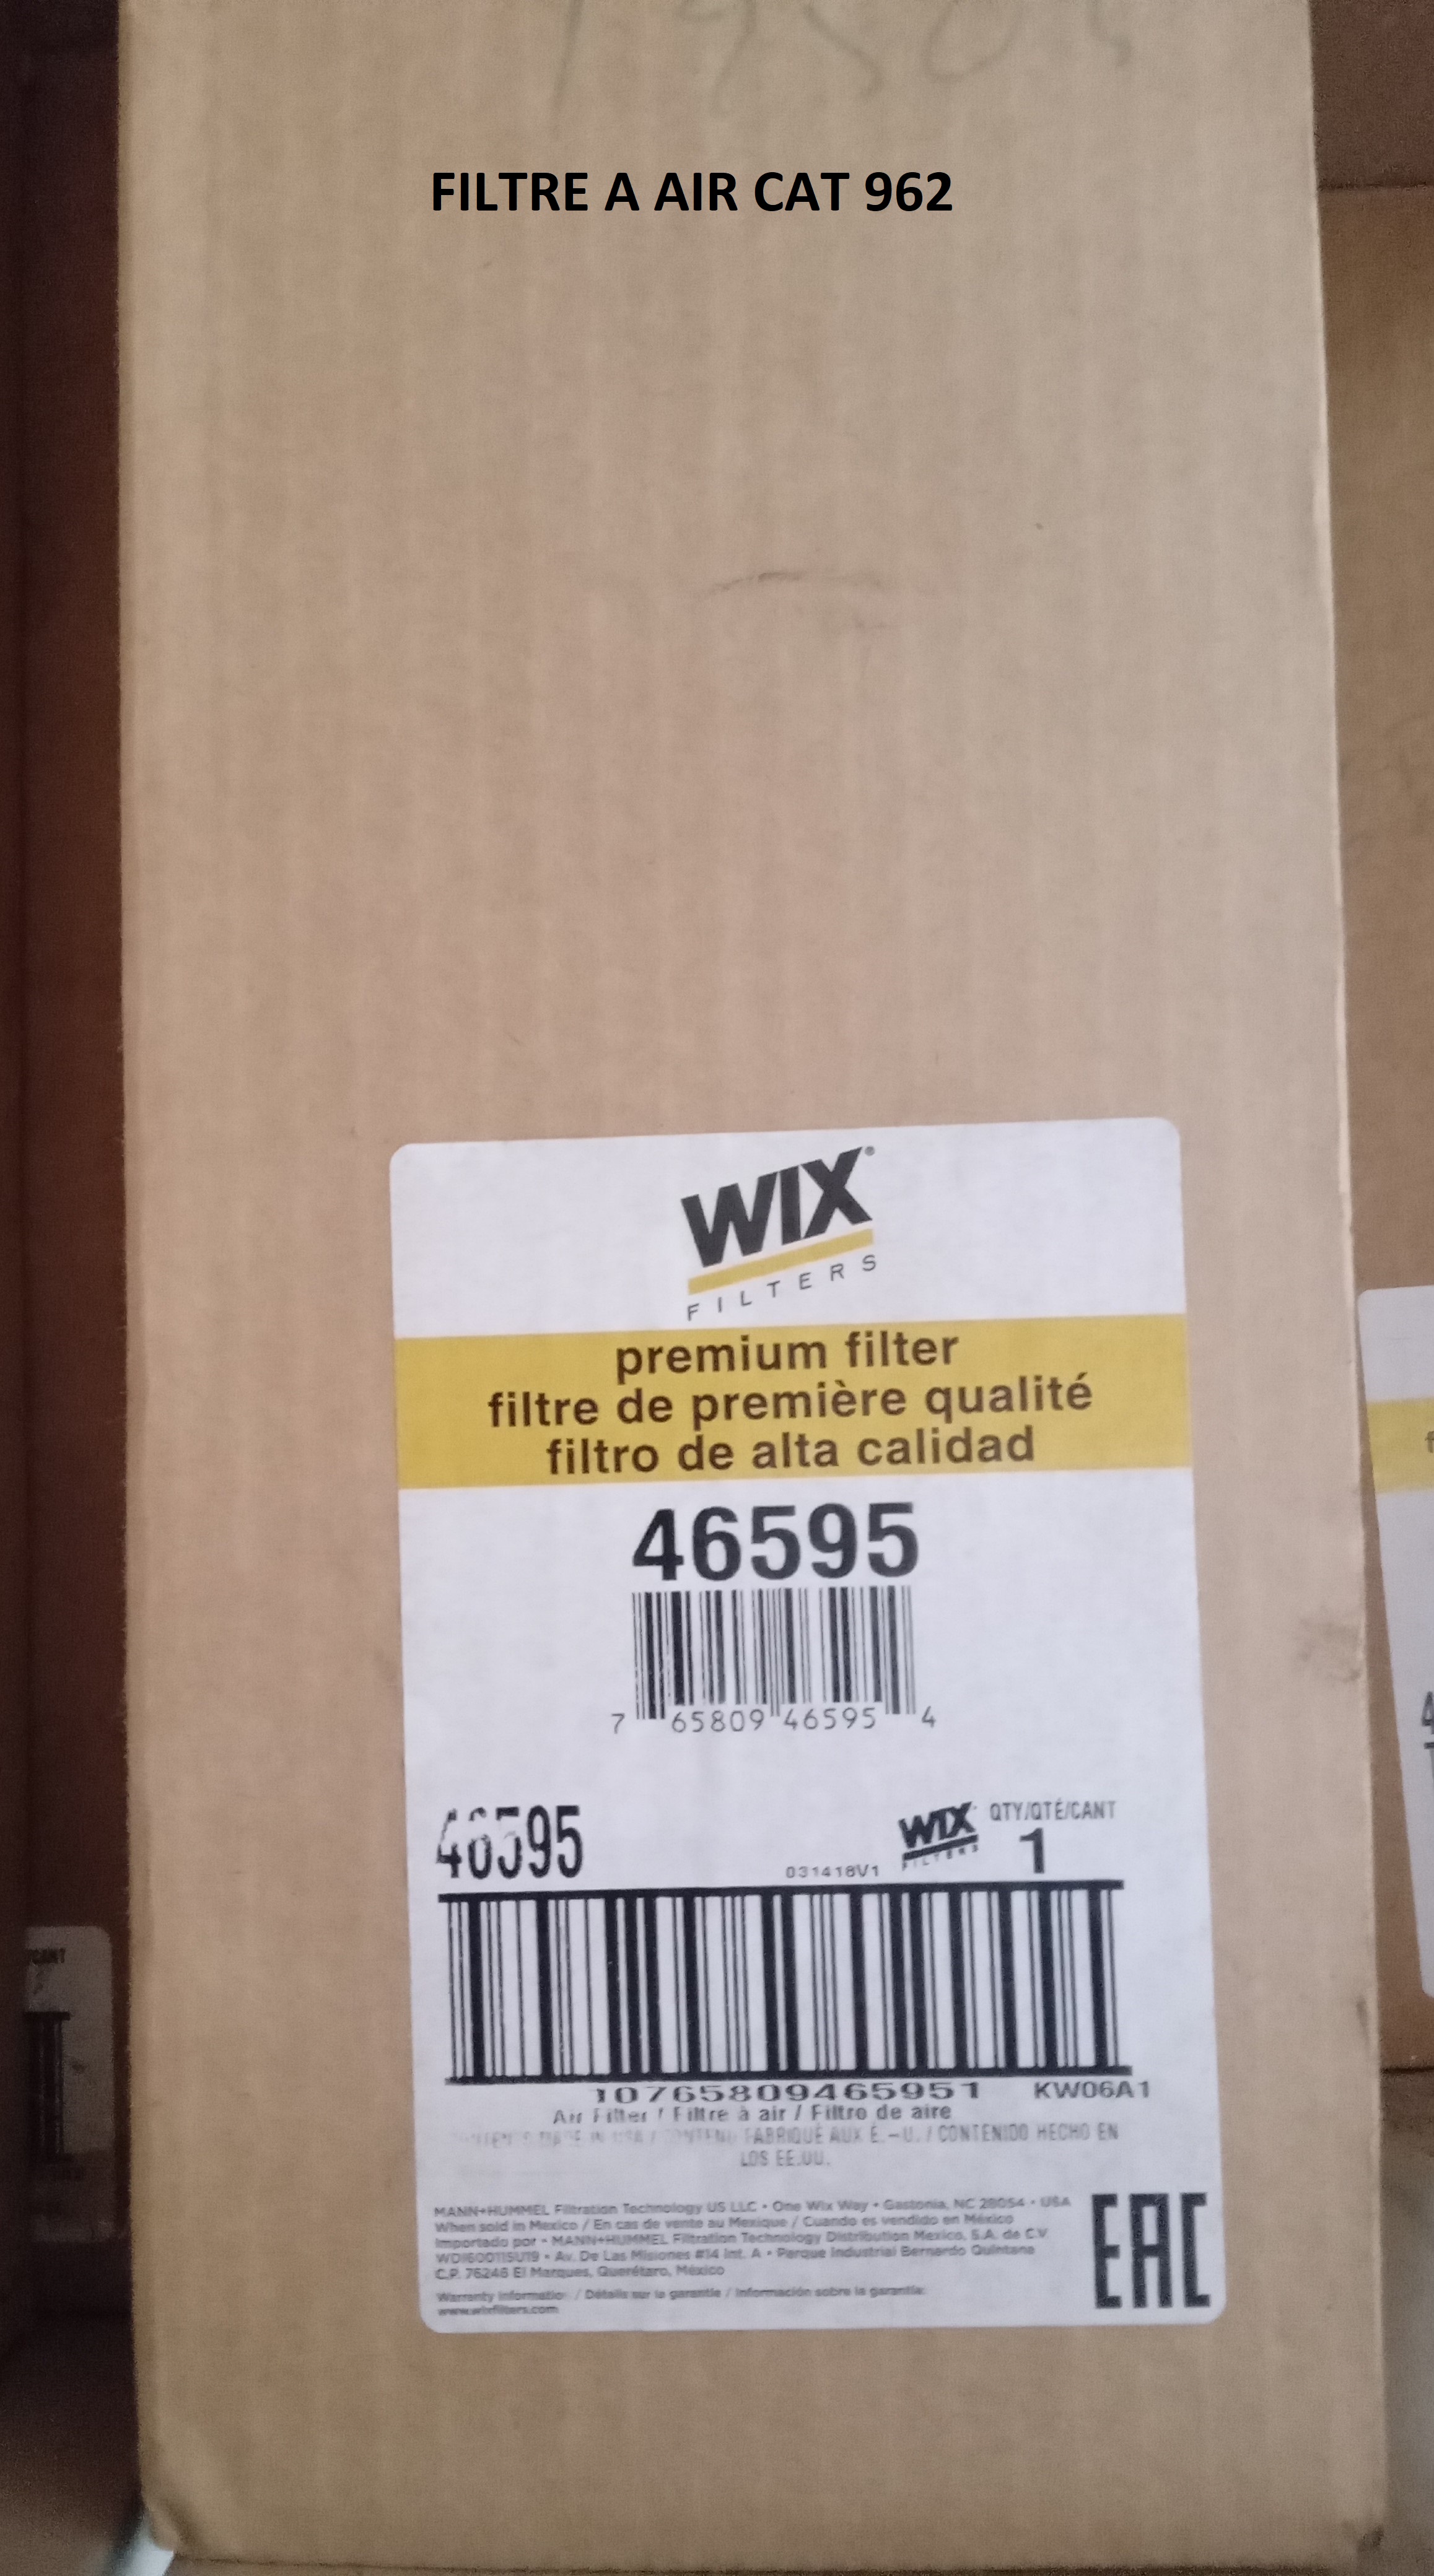 FILTRE A AIR CAT 962
WIX®
FILTERS
premium filter
filtre de première qualité
filtro de alta calidad
46595
7 65809 46595 4
46595
WIX
FILTERS
QTY/QTÉ/CANT
1
031418V1
10765809465951 KW06A1
Air Filter / Filtre à air / Filtro de aire
FABRIQUÉ AUX É.-U. / CONTENIDO HECHO EN
LOS EE.UU.
MANN+HUMMEL Filtration Technology US LLC • One Wix Way • Gastonia, NC 28054 • USA
When sold in Mexico / En cas de vente au Mexique / Cuando es vendido en México
Importado por - MANN+HUMMEL Filtration Technology Distribution Mexico, S.A. de C.V
WDI160011SU19 • Av. De Las Misiones #14 Int. A • Parque Industrial Bernardo Quintana
C.P. 76246 El Marques, Querétaro, México
Warranty Information / Détails sur la garantie / Información sobre la garantía:
www.wixfilters.com
EAC
/CANT